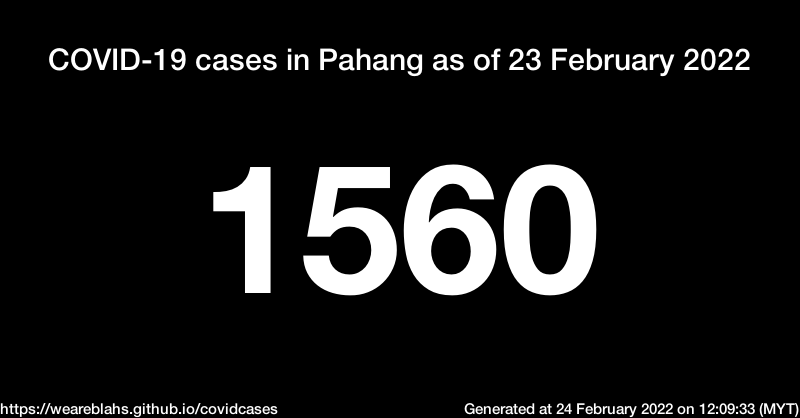 COVID-19 cases in Pahang as of 23 February 2022
1560
https://weareblahs.github.io/covidcases
Generated at 24 February 2022 on 12:09:33 (MYT)